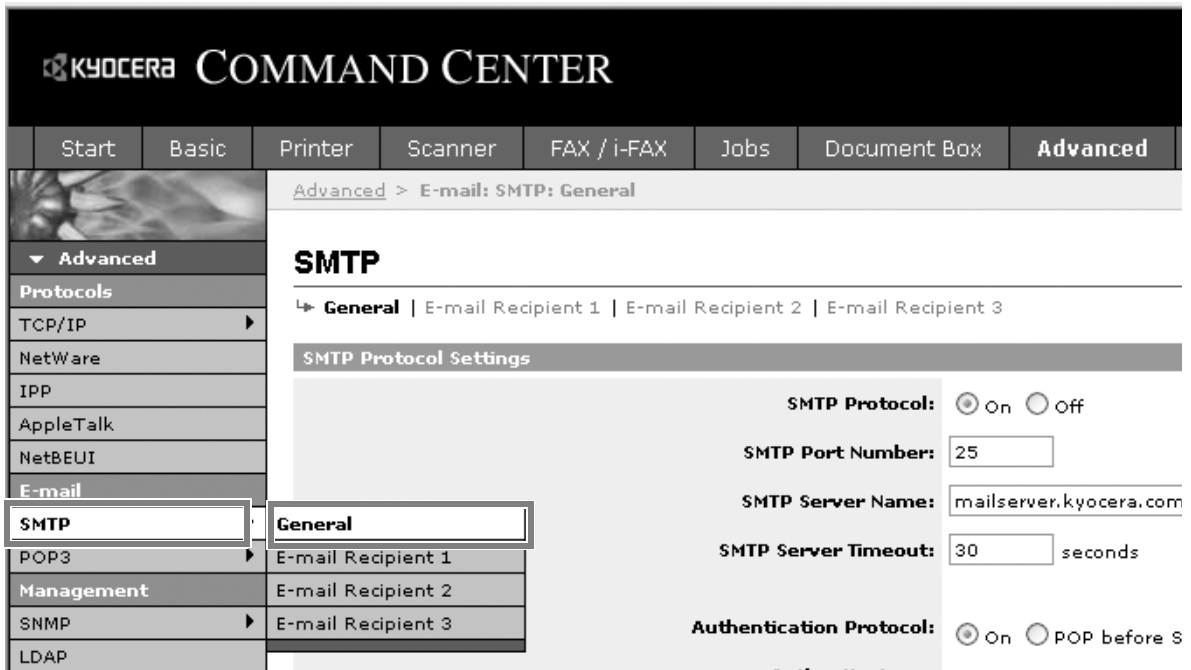 KYOCERA COMMAND CENTER
Start Basic Printer Scanner FAX / i-FAX Jobs Document Box Advanced
Advanced > E-mail: SMTP: General
Advanced
Protocols
TCP/IP
NetWare
IPP
AppleTalk
NetBEUI
E-mail
SMTP
POP3
Management
SNMP
LDAP
General
E-mail Recipient 1
E-mail Recipient 2
E-mail Recipient 3
SMTP
General | E-mail Recipient 1 | E-mail Recipient 2 | E-mail Recipient 3
SMTP Protocol Settings
SMTP Protocol: On Off
SMTP Port Number: 25
SMTP Server Name: mailserver.kyocera.com
SMTP Server Timeout: 30 seconds
Authentication Protocol: On POP before S